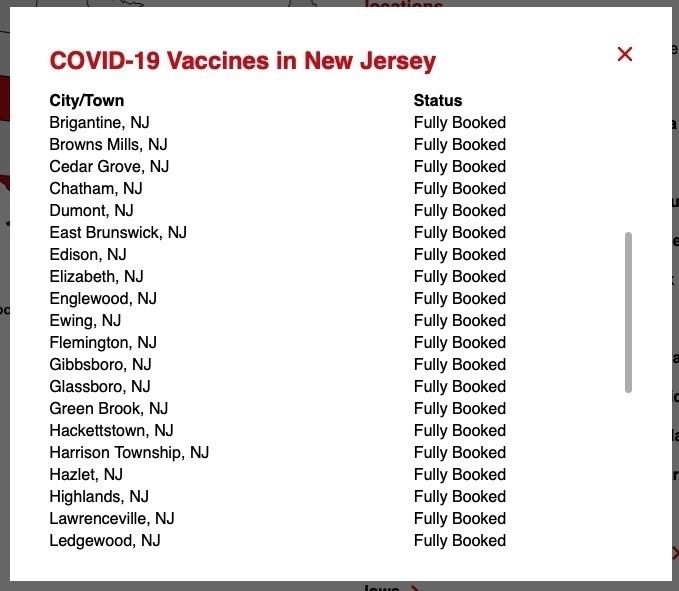 locations
COVID-19 Vaccines in New Jersey
City/Town Status
Brigantine, NJ Fully Booked
Browns Mills, NJ Fully Booked
Cedar Grove, NJ Fully Booked
Chatham, NJ Fully Booked
Dumont, NJ Fully Booked
East Brunswick, NJ Fully Booked
Edison, NJ Fully Booked
Elizabeth, NJ Fully Booked
Englewood, NJ Fully Booked
Ewing, NJ Fully Booked
Flemington, NJ Fully Booked
Gibbsboro, NJ Fully Booked
Glassboro, NJ Fully Booked
Green Brook, NJ Fully Booked
Hackettstown, NJ Fully Booked
Harrison Township, NJ Fully Booked
Hazlet, NJ Fully Booked
Highlands, NJ Fully Booked
Lawrenceville, NJ Fully Booked
Ledgewood, NJ Fully Booked